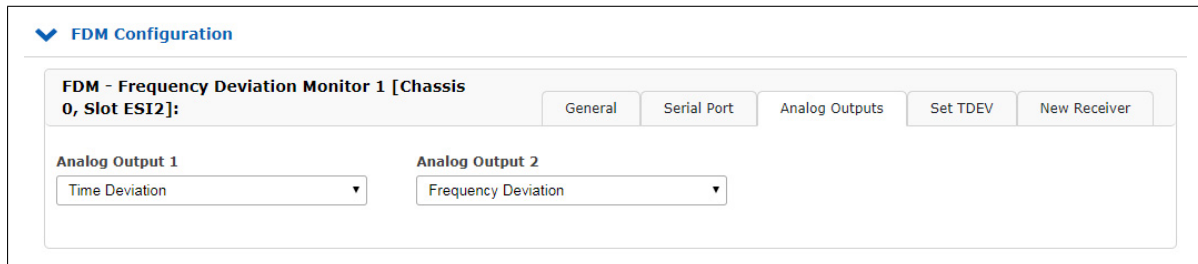 FDM Configuration
FDM - Frequency Deviation Monitor 1 [Chassis
0, Slot ESI2]:
General Serial Port Analog Outputs Set TDEV New Receiver
Analog Output 1 Analog Output 2
Time Deviation Frequency Deviation